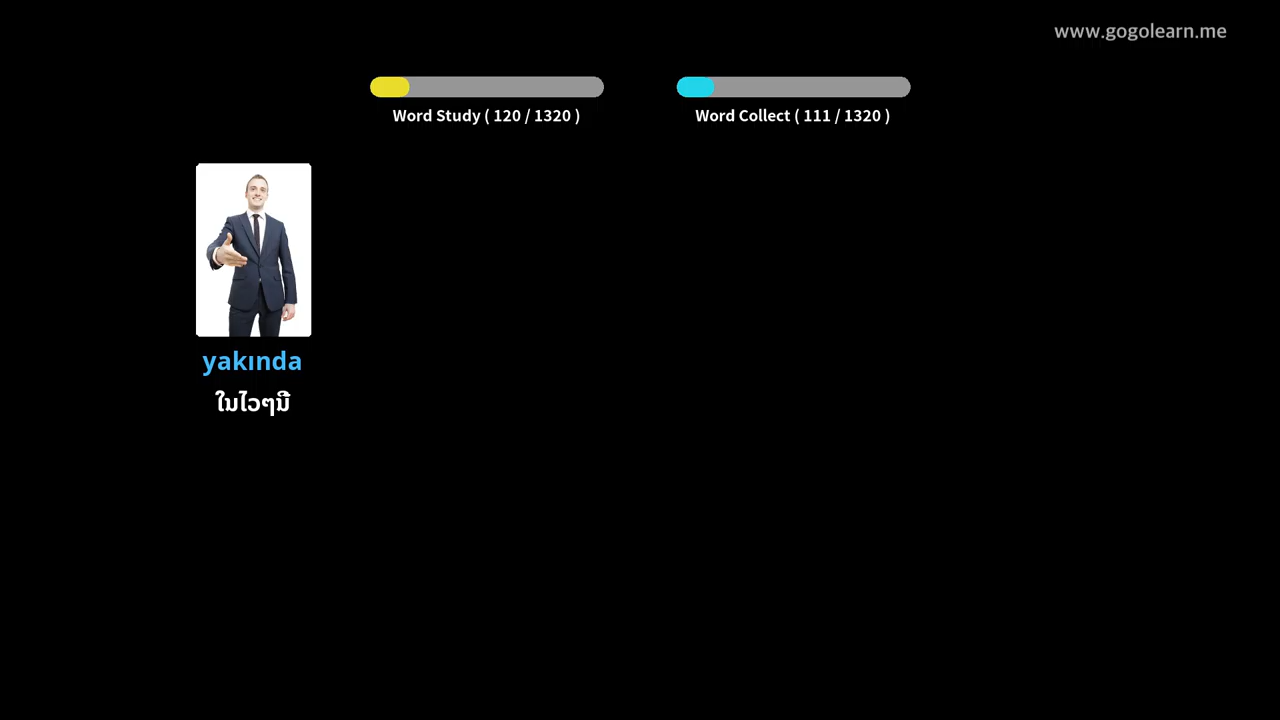 www.gogolearn.me
Word Study ( 120 / 1320 )
Word Collect ( 111 / 1320 )
yakında
ໃນໄວໆນີ້